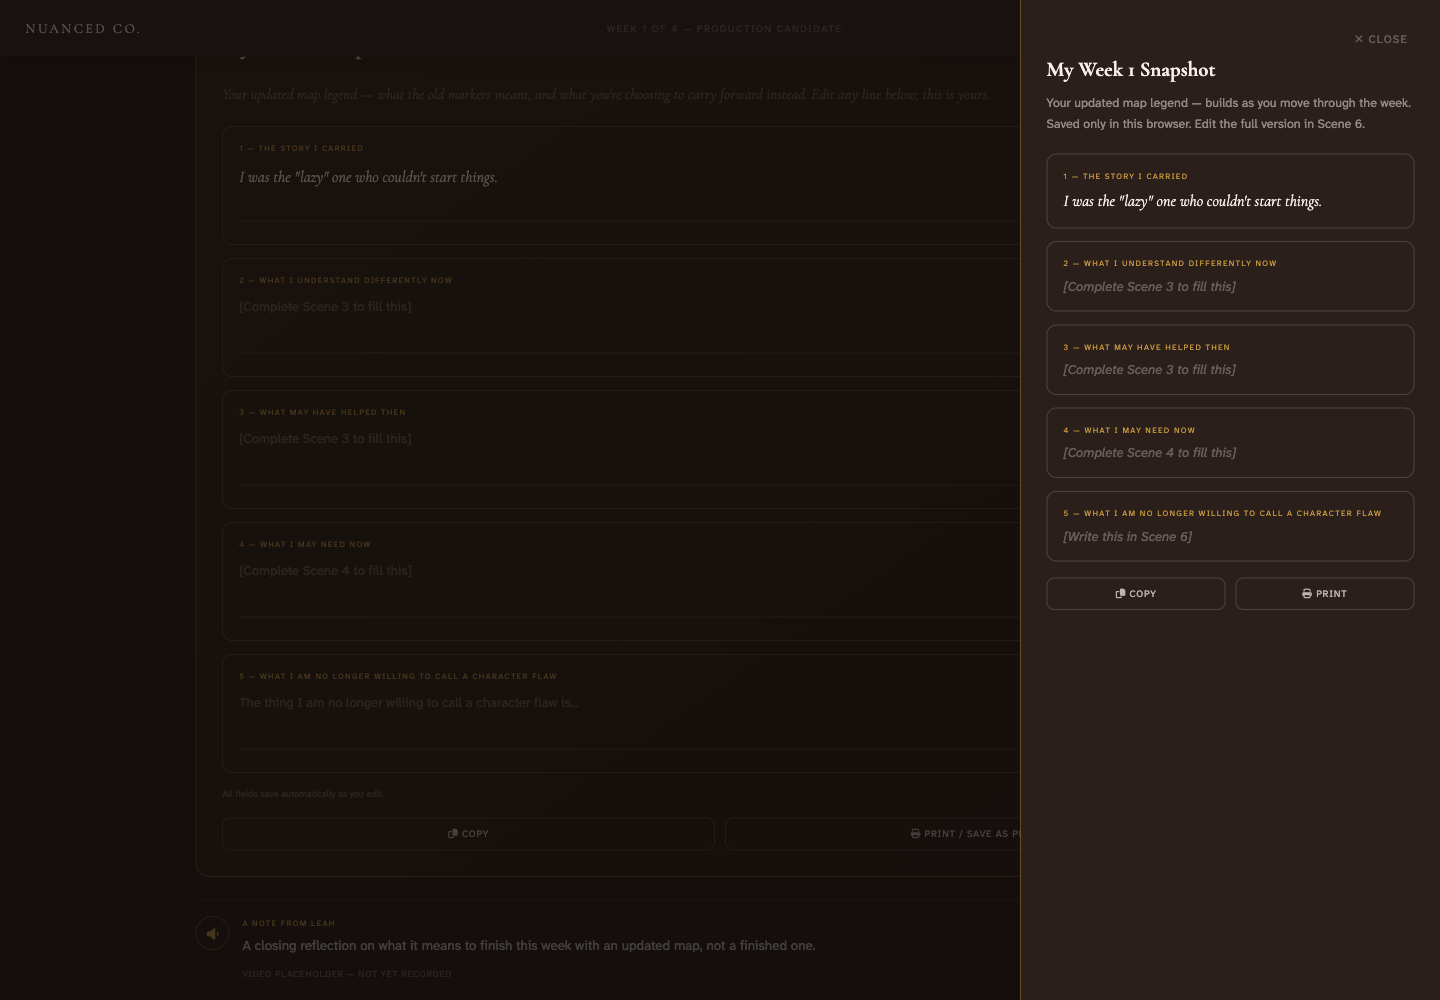 NUANCED CO.
WEEK 1 OF 4 — PRODUCTION CANDIDATE
Your updated map legend — what the old markers meant, and what you're choosing to carry forward instead. Edit any line below; this is yours.
1 — THE STORY I CARRIED
I was the "lazy" one who couldn't start things.
2 — WHAT I UNDERSTAND DIFFERENTLY NOW
[Complete Scene 3 to fill this]
3 — WHAT MAY HAVE HELPED THEN
[Complete Scene 3 to fill this]
4 — WHAT I MAY NEED NOW
[Complete Scene 4 to fill this]
5 — WHAT I AM NO LONGER WILLING TO CALL A CHARACTER FLAW
The thing I am no longer willing to call a character flaw is...
All fields save automatically as you edit.
COPY
PRINT / SAVE AS
A NOTE FROM LEAH
A closing reflection on what it means to finish this week with an updated map, not a finished one.
VIDEO PLACEHOLDER — NOT YET RECORDED
✕ CLOSE
My Week 1 Snapshot
Your updated map legend — builds as you move through the week.
Saved only in this browser. Edit the full version in Scene 6.
1 — THE STORY I CARRIED
I was the "lazy" one who couldn't start things.
2 — WHAT I UNDERSTAND DIFFERENTLY NOW
[Complete Scene 3 to fill this]
3 — WHAT MAY HAVE HELPED THEN
[Complete Scene 3 to fill this]
4 — WHAT I MAY NEED NOW
[Complete Scene 4 to fill this]
5 — WHAT I AM NO LONGER WILLING TO CALL A CHARACTER FLAW
[Write this in Scene 6]
COPY
PRINT